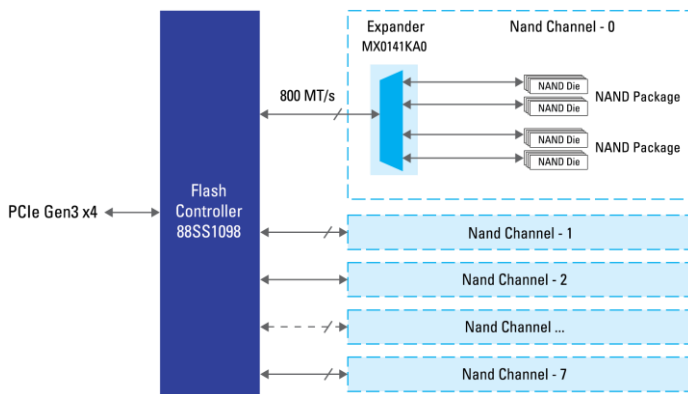 Expander
MX0141KA0
Nand Channel - 0
800 MT/s
NAND Die
NAND Die
NAND Package
NAND Die
NAND Die
NAND Package
PCIe Gen3 x4
Flash
Controller
88SS1098
Nand Channel - 1
Nand Channel - 2
Nand Channel ...
Nand Channel - 7